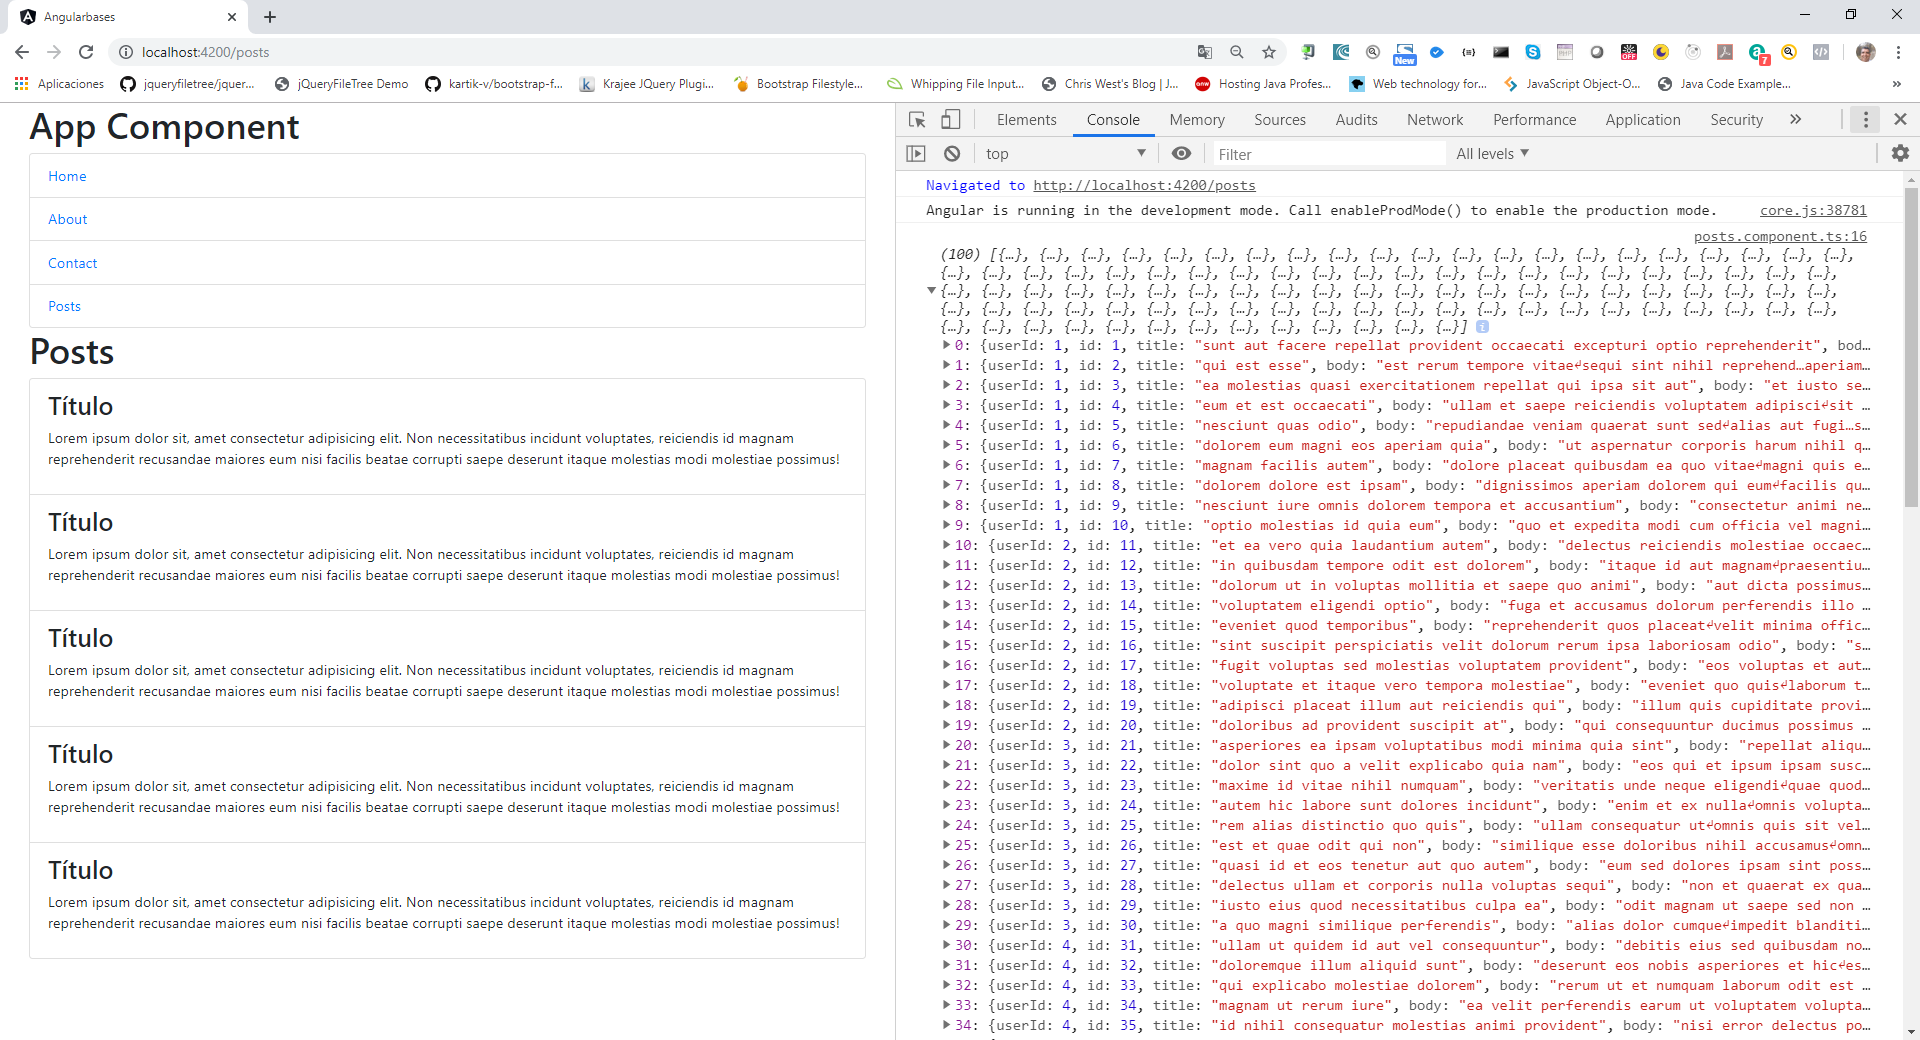 Angularbases
localhost:4200/posts
New
OFF
7
Aplicaciones
jqueryfiletree/jquer...
jQueryFileTree Demo
kartik-v/bootstrap-f...
Krajee JQuery Plugi...
Bootstrap Filestyle...
Whipping File Input...
Chris West's Blog | J...
Hosting Java Profes...
Web technology for...
JavaScript Object-O...
Java Code Example...
»
App Component
Home
About
Contact
Posts
Posts
Título
Lorem ipsum dolor sit, amet consectetur adipisicing elit. Non necessitatibus incidunt voluptates, reiciendis id magnam
reprehenderit recusandae maiores eum nisi facilis beatae corrupti saepe deserunt itaque molestias modi molestiae possimus!
Título
Lorem ipsum dolor sit, amet consectetur adipisicing elit. Non necessitatibus incidunt voluptates, reiciendis id magnam
reprehenderit recusandae maiores eum nisi facilis beatae corrupti saepe deserunt itaque molestias modi molestiae possimus!
Título
Lorem ipsum dolor sit, amet consectetur adipisicing elit. Non necessitatibus incidunt voluptates, reiciendis id magnam
reprehenderit recusandae maiores eum nisi facilis beatae corrupti saepe deserunt itaque molestias modi molestiae possimus!
Título
Lorem ipsum dolor sit, amet consectetur adipisicing elit. Non necessitatibus incidunt voluptates, reiciendis id magnam
reprehenderit recusandae maiores eum nisi facilis beatae corrupti saepe deserunt itaque molestias modi molestiae possimus!
Título
Lorem ipsum dolor sit, amet consectetur adipisicing elit. Non necessitatibus incidunt voluptates, reiciendis id magnam
reprehenderit recusandae maiores eum nisi facilis beatae corrupti saepe deserunt itaque molestias modi molestiae possimus!
Elements Console Memory Sources Audits Network Performance Application Security »
top Filter All levels
Navigated to http://localhost:4200/posts
Angular is running in the development mode. Call enableProdMode() to enable the production mode. core.js:38781
posts.component.ts:16
(100) [{…}, {…}, {…}, {…}, {…}, {…}, {…}, {…}, {…}, {…}, {…}, {…}, {…}, {…}, {…}, {…}, {…}, {…}, {…}, {…}, {…},
{…}, {…}, {…}, {…}, {…}, {…}, {…}, {…}, {…}, {…}, {…}, {…}, {…}, {…}, {…}, {…}, {…}, {…}, {…}, {…}, {…}, {…},
{…}, {…}, {…}, {…}, {…}, {…}, {…}, {…}, {…}, {…}, {…}, {…}, {…}, {…}, {…}, {…}, {…}, {…}, {…}, {…}, {…}, {…},
{…}, {…}, {…}, {…}, {…}, {…}, {…}, {…}, {…}, {…}, {…}, {…}, {…}, {…}, {…}, {…}, {…}, {…}, {…}, {…}, {…}, {…},
{…}, {…}, {…}, {…}, {…}, {…}, {…}, {…}, {…}, {…}, {…}, {…}, {…}] i
0: {userId: 1, id: 1, title: "sunt aut facere repellat provident occaecati excepturi optio reprehenderit", bod…
1: {userId: 1, id: 2, title: "qui est esse", body: "est rerum tempore vitae↵sequi sint nihil reprehend…aperiam…
2: {userId: 1, id: 3, title: "ea molestias quasi exercitationem repellat qui ipsa sit aut", body: "et iusto se…
3: {userId: 1, id: 4, title: "eum et est occaecati", body: "ullam et saepe reiciendis voluptatem adipisci↵sit …
4: {userId: 1, id: 5, title: "nesciunt quas odio", body: "repudiandae veniam quaerat sunt sed↵alias aut fugi…s…
5: {userId: 1, id: 6, title: "dolorem eum magni eos aperiam quia", body: "ut aspernatur corporis harum nihil q…
6: {userId: 1, id: 7, title: "magnam facilis autem", body: "dolore placeat quibusdam ea quo vitae↵magni quis e…
7: {userId: 1, id: 8, title: "dolorem dolore est ipsam", body: "dignissimos aperiam dolorem qui eum↵facilis qu…
8: {userId: 1, id: 9, title: "nesciunt iure omnis dolorem tempora et accusantium", body: "consectetur animi ne…
9: {userId: 1, id: 10, title: "optio molestias id quia eum", body: "quo et expedita modi cum officia vel magni…
10: {userId: 2, id: 11, title: "et ea vero quia laudantium autem", body: "delectus reiciendis molestiae occaec…
11: {userId: 2, id: 12, title: "in quibusdam tempore odit est dolorem", body: "itaque id aut magnam↵praesentiu…
12: {userId: 2, id: 13, title: "dolorum ut in voluptas mollitia et saepe quo animi", body: "aut dicta possimus…
13: {userId: 2, id: 14, title: "voluptatem eligendi optio", body: "fuga et accusamus dolorum perferendis illo …
14: {userId: 2, id: 15, title: "eveniet quod temporibus", body: "reprehenderit quos placeat↵velit minima offic…
15: {userId: 2, id: 16, title: "sint suscipit perspiciatis velit dolorum rerum ipsa laboriosam odio", body: "s…
16: {userId: 2, id: 17, title: "fugit voluptas sed molestias voluptatem provident", body: "eos voluptas et aut…
17: {userId: 2, id: 18, title: "voluptate et itaque vero tempora molestiae", body: "eveniet quo quis↵laborum t…
18: {userId: 2, id: 19, title: "adipisci placeat illum aut reiciendis qui", body: "illum quis cupiditate provi…
19: {userId: 2, id: 20, title: "doloribus ad provident suscipit at", body: "qui consequuntur ducimus possimus …
20: {userId: 3, id: 21, title: "asperiores ea ipsam voluptatibus modi minima quia sint", body: "repellat aliqu…
21: {userId: 3, id: 22, title: "dolor sint quo a velit explicabo quia nam", body: "eos qui et ipsum ipsam susc…
22: {userId: 3, id: 23, title: "maxime id vitae nihil numquam", body: "veritatis unde neque eligendi↵quae quod…
23: {userId: 3, id: 24, title: "autem hic labore sunt dolores incidunt", body: "enim et ex nulla↵omnis volupta…
24: {userId: 3, id: 25, title: "rem alias distinctio quo quis", body: "ullam consequatur ut↵omnis quis sit vel…
25: {userId: 3, id: 26, title: "est et quae odit qui non", body: "similique esse doloribus nihil accusamus↵omn…
26: {userId: 3, id: 27, title: "quasi id et eos tenetur aut quo autem", body: "eum sed dolores ipsam sint poss…
27: {userId: 3, id: 28, title: "delectus ullam et corporis nulla voluptas sequi", body: "non et quaerat ex qua…
28: {userId: 3, id: 29, title: "iusto eius quod necessitatibus culpa ea", body: "odit magnam ut saepe sed non …
29: {userId: 3, id: 30, title: "a quo magni similique perferendis", body: "alias dolor cumque↵impedit blanditi…
30: {userId: 4, id: 31, title: "ullam ut quidem id aut vel consequuntur", body: "debitis eius sed quibusdam no…
31: {userId: 4, id: 32, title: "doloremque illum aliquid sunt", body: "deserunt eos nobis asperiores et hic↵es…
32: {userId: 4, id: 33, title: "qui explicabo molestiae dolorem", body: "rerum ut et numquam laborum odit est …
33: {userId: 4, id: 34, title: "magnam ut rerum iure", body: "ea velit perferendis earum ut voluptatem volupta…
34: {userId: 4, id: 35, title: "id nihil consequatur molestias animi provident", body: "nisi error delectus po…